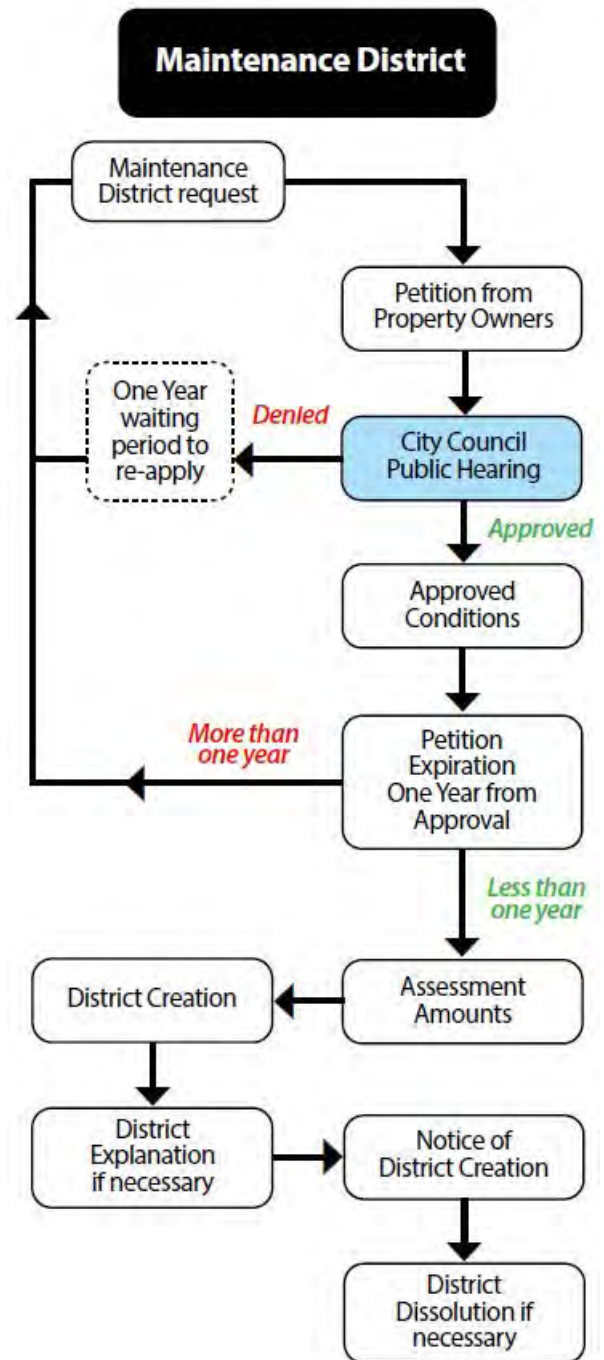 Maintenance District
Maintenance
District request
Petition from
Property Owners
One Year
waiting
period to
re-apply
Denied
City Council
Public Hearing
Approved
Approved
Conditions
More than
one year
Petition
Expiration
One Year from
Approval
Less than
one year
District Creation
Assessment
Amounts
District
Explanation
if necessary
Notice of
District Creation
District
Dissolution if
necessary